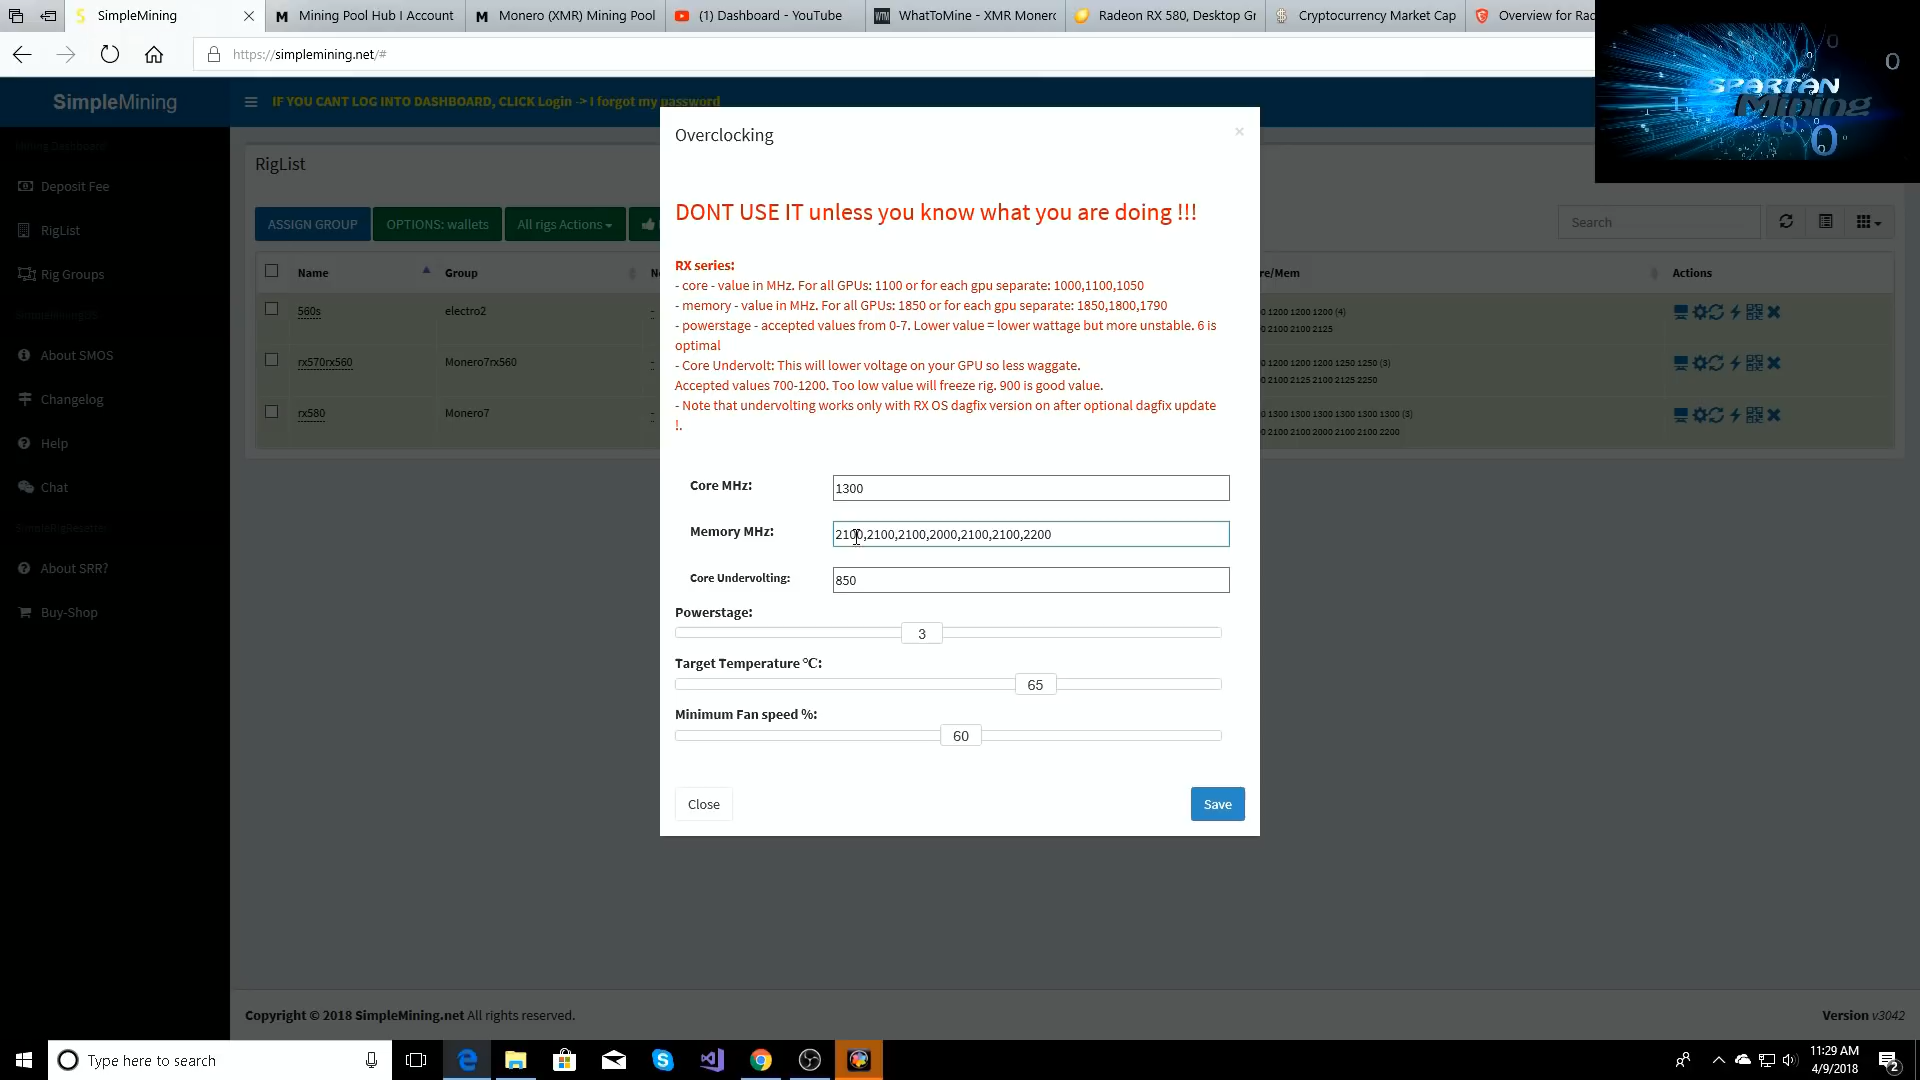 SimpleMining
Mining Pool Hub I Account
Monero (XMR) Mining Pool
(1) Dashboard - YouTube
WhatToMine - XMR Monero
Radeon RX 580, Desktop Gr
Cryptocurrency Market Cap
Overview for Rad
https://simplemining.net/#
SPARTAN
Mining
SimpleMining
IF YOU CANT LOG INTO DASHBOARD, CLICK Login -> I forgot my password
Mining Dashboard
Deposit Fee
RigList
Rig Groups
SimpleMiningOS
About SMOS
Changelog
Help
Chat
SimpleRigResetter
About SRR?
Buy-Shop
RigList
ASSIGN GROUP
OPTIONS: wallets
All rigs Actions
Search
Name
Group
re/Mem
Actions
560s
electro2
0 1200 1200 1200 (4)
0 2100 2100 2125
rx570rx560
Monero7rx560
0 1200 1200 1200 1250 1250 (3)
0 2100 2125 2100 2125 2250
rx580
Monero7
0 1300 1300 1300 1300 1300 1300 (3)
0 2100 2100 2000 2100 2100 2200
Overclocking
×
DONT USE IT unless you know what you are doing !!!
RX series:
- core - value in MHz. For all GPUs: 1100 or for each gpu separate: 1000,1100,1050
- memory - value in MHz. For all GPUs: 1850 or for each gpu separate: 1850,1800,1790
- powerstage - accepted values from 0-7. Lower value = lower wattage but more unstable. 6 is
optimal
- Core Undervolt: This will lower voltage on your GPU so less waggate.
Accepted values 700-1200. Too low value will freeze rig. 900 is good value.
- Note that undervolting works only with RX OS dagfix version on after optional dagfix update
!.
Core MHz:
1300
Memory MHz:
2100,2100,2100,2000,2100,2100,2200
Core Undervolting:
850
Powerstage:
3
Target Temperature °C:
65
Minimum Fan speed %:
60
Close
Save
Copyright © 2018 SimpleMining.net All rights reserved.
Version v3042
Type here to search
11:29 AM
4/9/2018
2